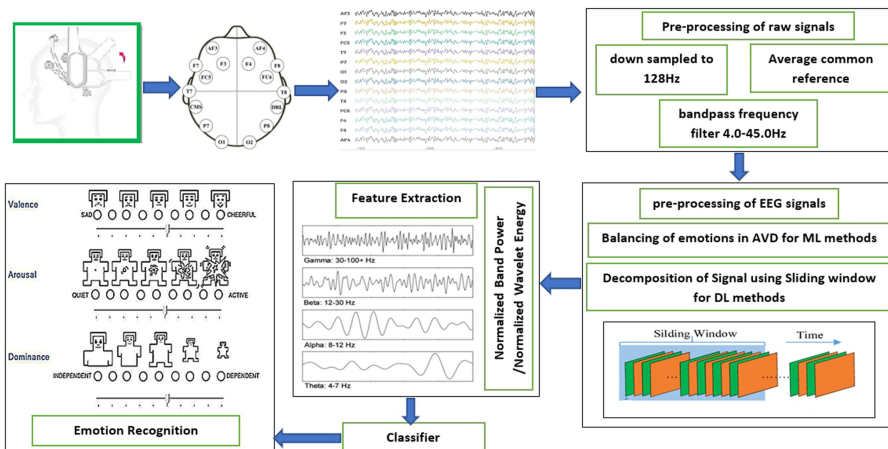 AF3
AF4
F7
F3
F4
F8
FC5
FC6
T7
T8
CMS
DRL
P7
P8
O1
O2
AF3
F7
F3
FC5
T7
P7
O1
O2
P8
T8
FC6
F4
F8
AF4
Pre-processing of raw signals
down sampled to
128Hz
Average common
reference
bandpass frequency
filter 4.0-45.0Hz
pre-processing of EEG signals
Balancing of emotions in AVD for ML methods
Decomposition of Signal using Sliding window
for DL methods
Silding Window
Time
Feature Extraction
Gamma: 30-100+ Hz
Beta: 12-30 Hz
Alpha: 8-12 Hz
Theta: 4-7 Hz
Normalized Band Power
/Normalized Wavelet Energy
Classifier
Valence
SAD
CHEERFUL
Arousal
QUIET
ACTIVE
Dominance
INDEPENDENT
DEPENDENT
Emotion Recognition